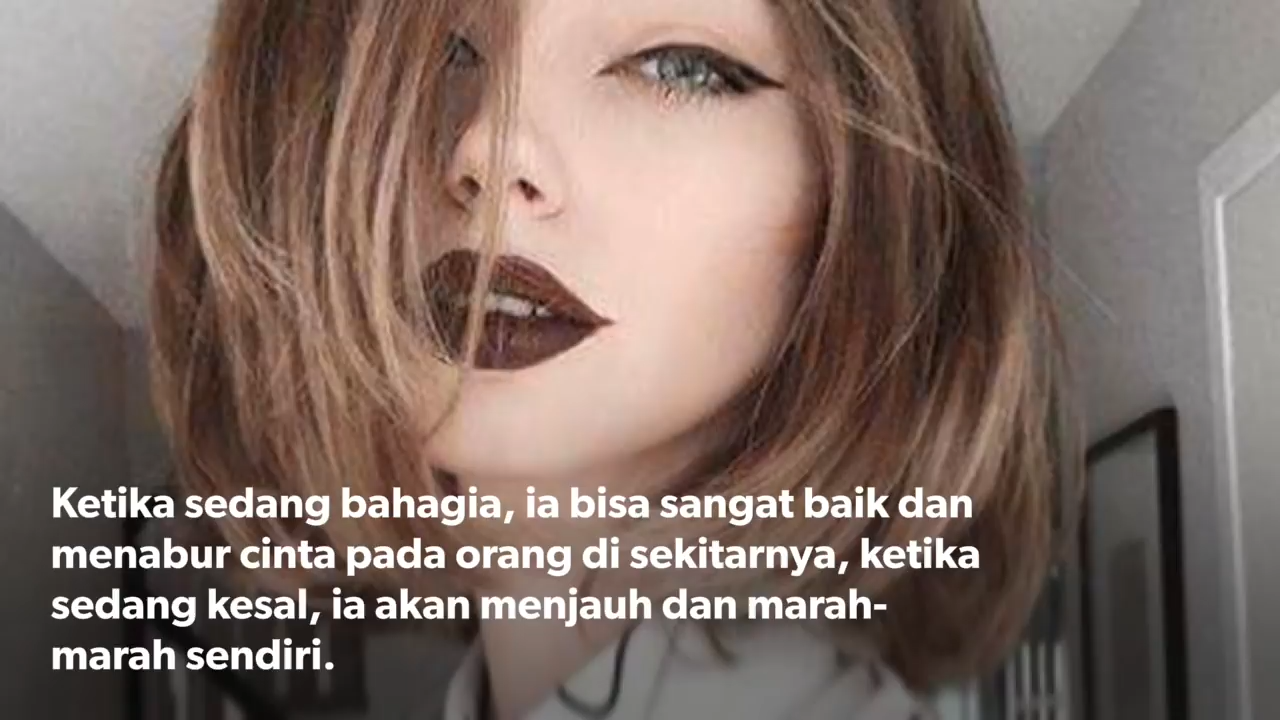 Ketika sedang bahagia, ia bisa sangat baik dan
menabur cinta pada orang di sekitarnya, ketika
sedang kesal, ia akan menjauh dan marah-
marah sendiri.